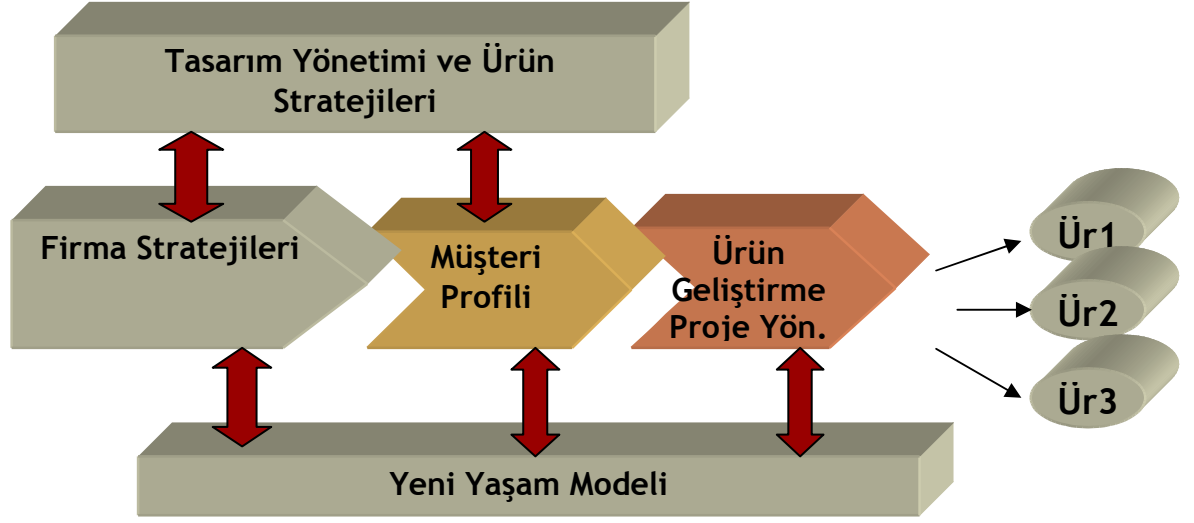 Tasarım Yönetimi ve Ürün
Stratejileri
Firma Stratejileri
Müşteri
Profili
Ürün
Geliştirme
Proje Yön.
Ür1
Ür2
Ür3
Yeni Yaşam Modeli